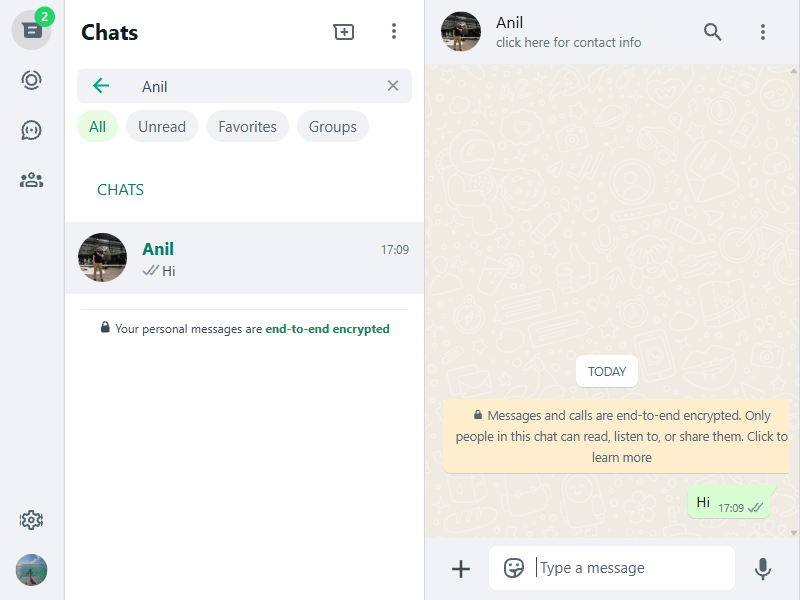 2
Chats
Anil
All
Unread
Favorites
Groups
CHATS
Anil
17:09
Hi
Your personal messages are end-to-end encrypted
Anil
click here for contact info
TODAY
Messages and calls are end-to-end encrypted. Only
people in this chat can read, listen to, or share them. Click to
learn more
Hi
17:09
Type a message